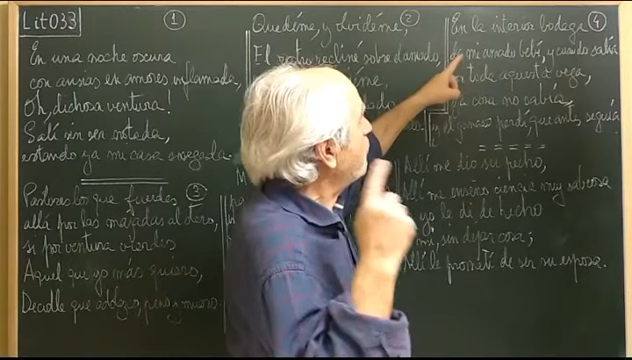 Lit033
①
En una noche oscura
con ansias en amores inflamada,
Oh, dichosa ventura!
Salí sin ser notada,
estando ya mi casa sosegada.
Pastores los que fuerdes ③
allá por las majadas al otero,
si por ventura vierdes
Aquel que yo más quiero,
Decidle que adolezco, peno y muero.
Quedéme, y olvidéme, ②
El rostro recliné sobre el amado,
En la interior bodega ④
de mi amado bebí, y cuando salía
toda aquesta vega,
ya cosa no sabía,
y el ganado perdí, que antes seguía.
Allí me dio su pecho,
Allí me enseñó ciencia muy sabrosa
yo le di de hecho
mí, sin dejar cosa;
Allí le prometí de ser su esposa.